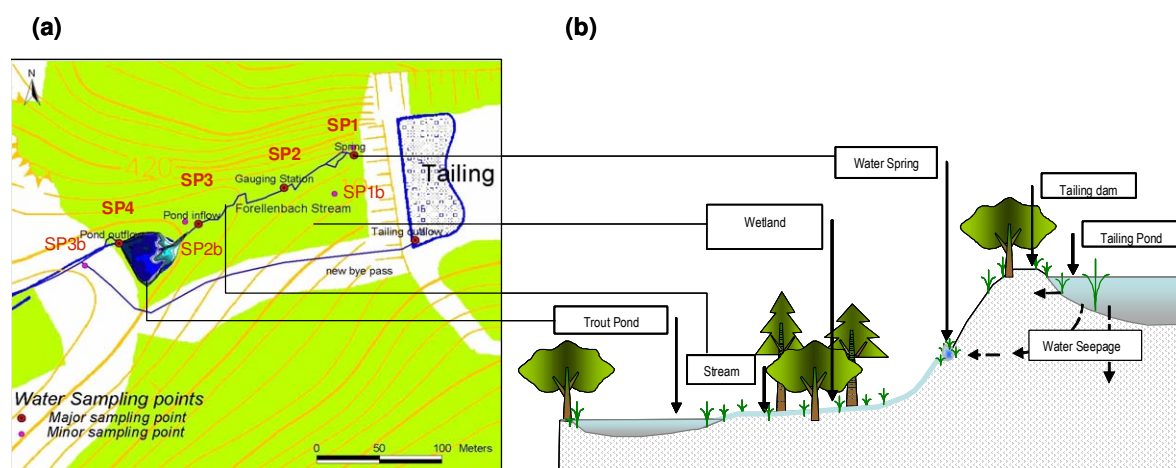 (a)
(b)
N
SP1
Spring
SP2
Gauging Station
SP1b
Tailing
420
SP3
Pond inflow
Forellenbach Stream
SP4
Pond outflow
SP3b
SP2b
Tailing outflow
new bye pass
Water Sampling points
Major sampling point
Minor sampling point
0 50 100 Meters
Water Spring
Wetland
Trout Pond
Stream
Tailing dam
Tailing Pond
Water Seepage